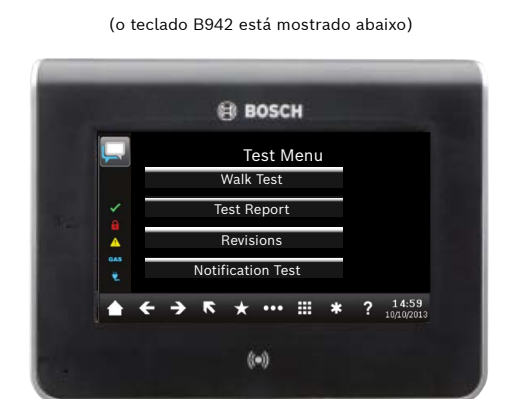 (o teclado B942 está mostrado abaixo)
BOSCH
Test Menu
Walk Test
Test Report
Revisions
GAS
Notification Test
? 14:59
10/10/2013